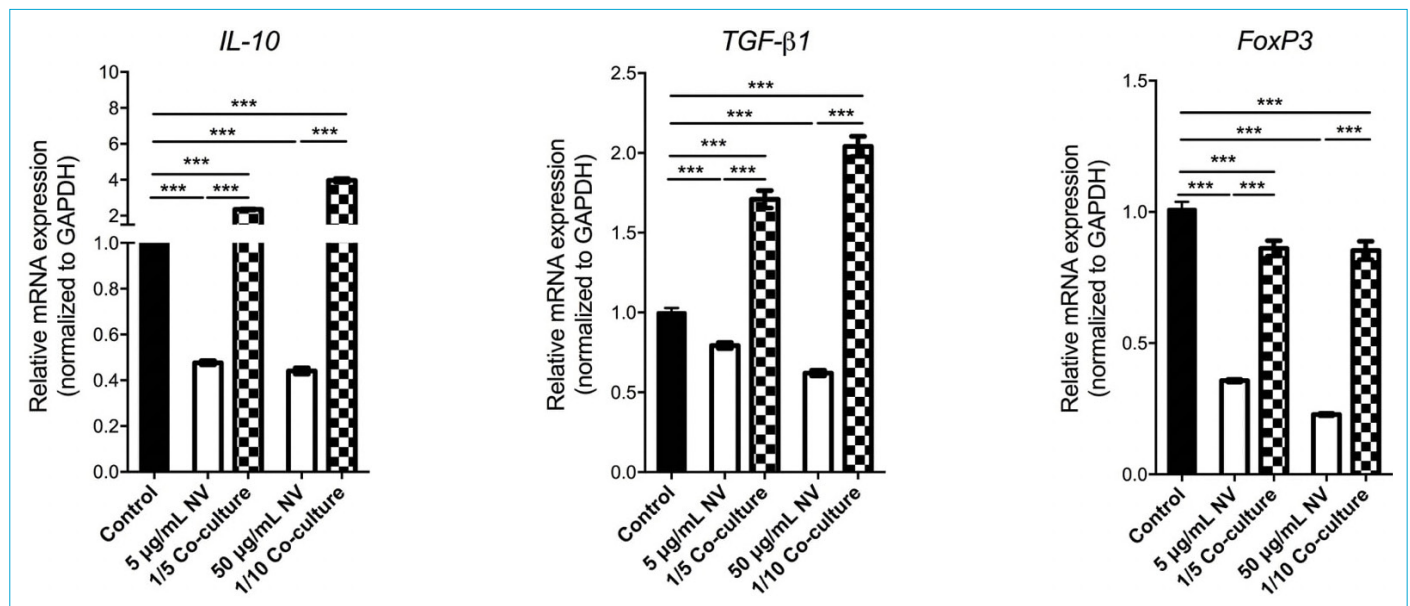 IL-10
Relative mRNA expression
(normalized to GAPDH)
10
8
6
4
2
1.0
0.8
0.6
0.4
0.2
0.0
***
***
***
***
***
***
Control
5 µg/mL NV
1/5 Co-culture
50 µg/mL NV
1/10 Co-culture
TGF-β1
Relative mRNA expression
(normalized to GAPDH)
2.5
2.0
1.5
1.0
0.5
0.0
***
***
***
***
***
***
Control
5 µg/mL NV
1/5 Co-culture
50 µg/mL NV
1/10 Co-culture
FoxP3
Relative mRNA expression
(normalized to GAPDH)
1.5
1.0
0.5
0.0
***
***
***
***
***
***
Control
5 µg/mL NV
1/5 Co-culture
50 µg/mL NV
1/10 Co-culture